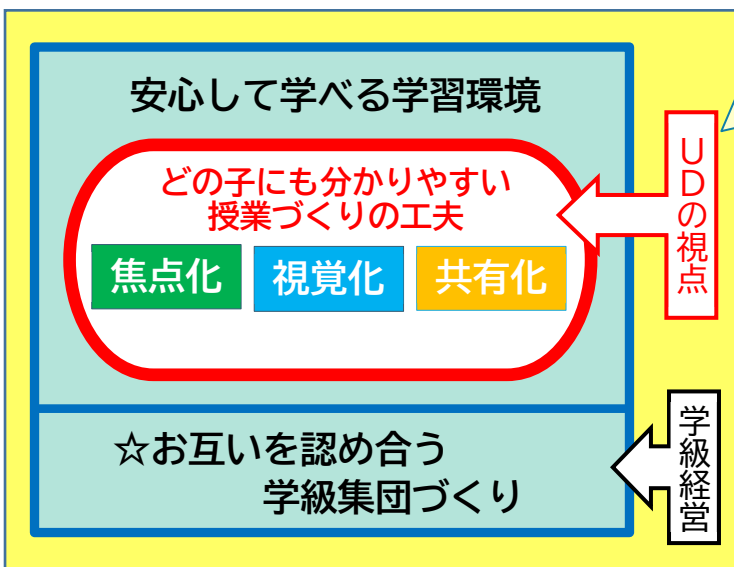 安心して学べる学習環境
どの子にも分かりやすい
授業づくりの工夫
焦点化
視覚化
共有化
UDの視点
☆お互いを認め合う
学級集団づくり
学級経営